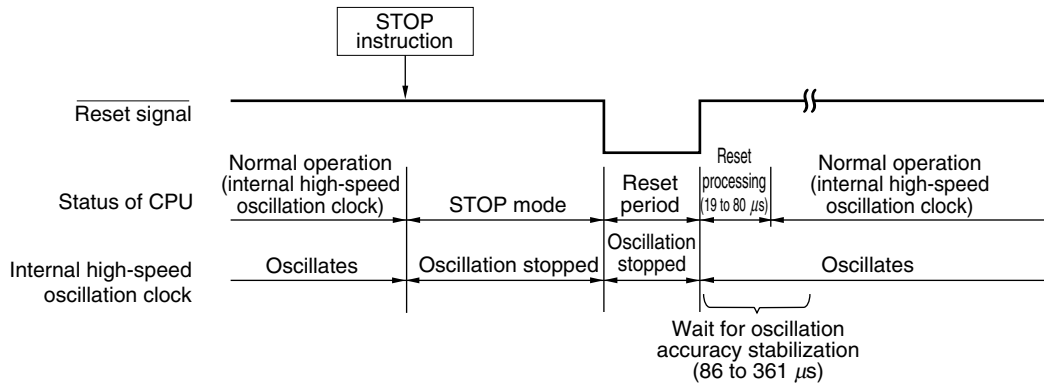 STOP
instruction
Reset signal
Normal operation
(internal high-speed
oscillation clock)
Status of CPU
STOP mode
Reset
period
Reset
processing
(19 to 80 μs)
Normal operation
(internal high-speed
oscillation clock)
Internal high-speed
oscillation clock
Oscillates
Oscillation stopped
Oscillation
stopped
Oscillates
Wait for oscillation
accuracy stabilization
(86 to 361 μs)